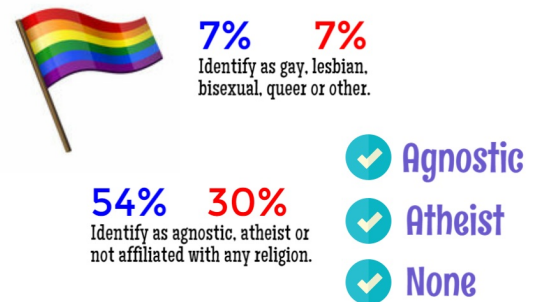 7% 7%
Identify as gay, lesbian,
bisexual, queer or other.
54% 30%
Identify as agnostic, atheist or
not affiliated with any religion.
Agnostic
Atheist
None